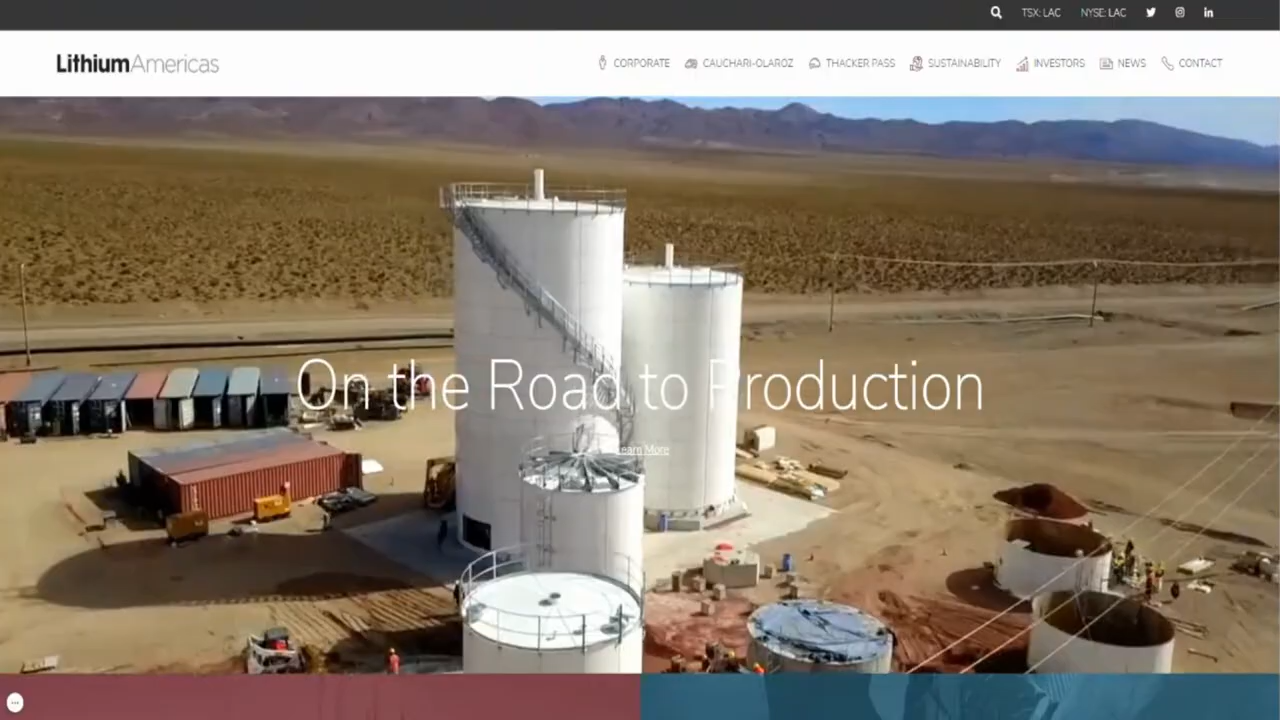 TSX: LAC NYSE: LAC
LithiumAmericas CORPORATE CAUCHARI-OLAROZ THACKER PASS SUSTAINABILITY INVESTORS NEWS CONTACT
On the Road to Production
Learn More